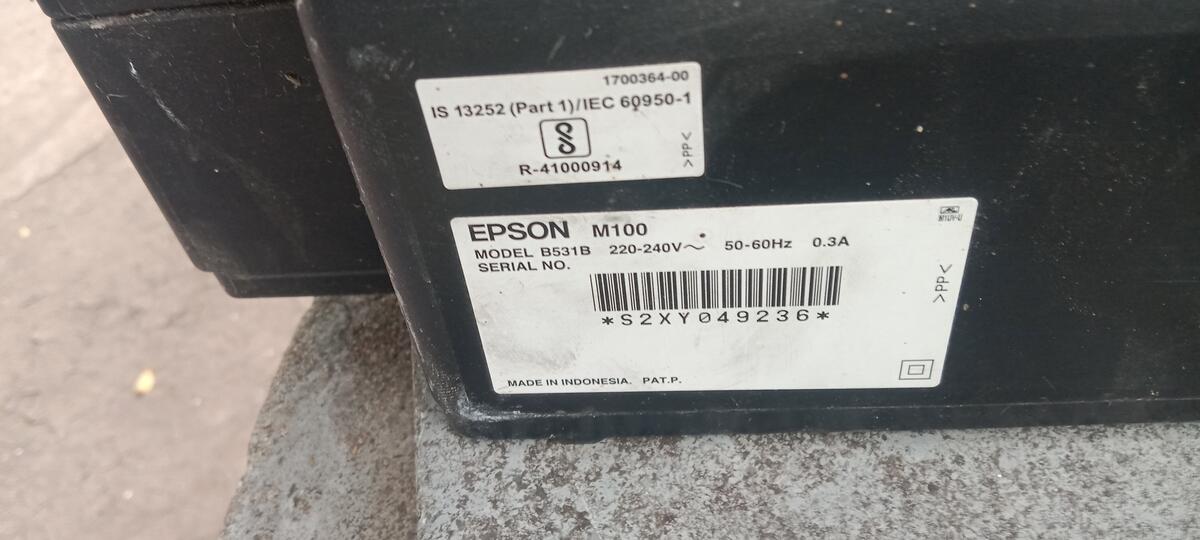 1700364-00
IS 13252 (Part 1)/IEC 60950-1
R-41000914
>PP<
EPSON M100
MODEL B531B 220-240V~ 50-60Hz 0.3A
SERIAL NO.
*S2XY049236*
>PP<
MADE IN INDONESIA. PAT.P.